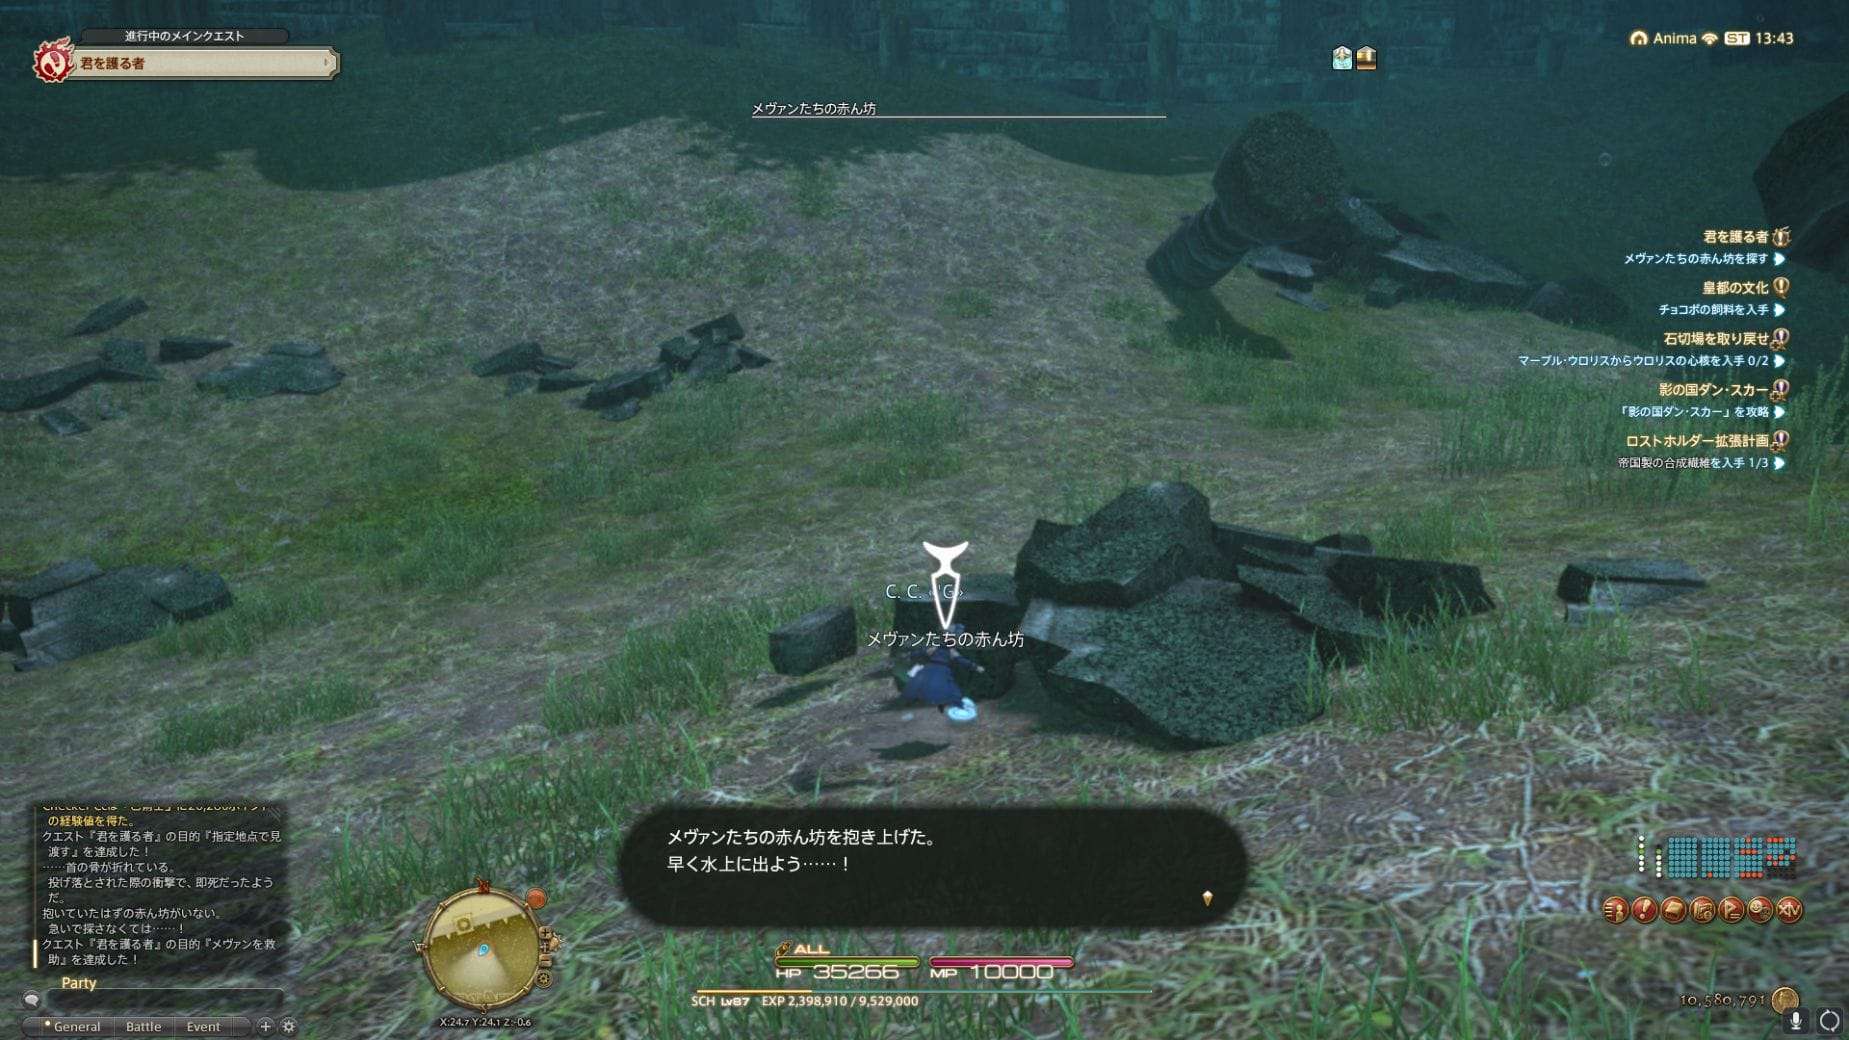 進行中のメインクエスト
君を護る者
Anima ST 13:43
メヴァンたちの赤ん坊
君を護る者
メヴァンたちの赤ん坊を探す
皇都の文化
チョコボの飼料を入手
石切場を取り戻せ
マーブル・ウロリスからウロリスの心核を入手 0/2
影の国ダン・スカー
「影の国ダン・スカー」を攻略
ロストホルダー拡張計画
帝国製の合成繊維を入手 1/3
C. C.
メヴァンたちの赤ん坊
の経験値を得た。
クエスト『君を護る者』の目的『指定地点で見
渡す』を達成した！
……首の骨が折れている。
投げ落とされた際の衝撃で、即死だったよう
だ。
抱いていたはずの赤ん坊がいない。
急いで探さなくては……！
クエスト『君を護る者』の目的『メヴァンを救
助』を達成した！
Party
General Battle Event
メヴァンたちの赤ん坊を抱き上げた。
早く水上に出よう……！
X:24.7 Y:24.1 Z:-0.6
ALL
HP 35266 MP 10000
SCH Lv87 EXP 2,398,910 / 9,529,000
XIV
10,580,791